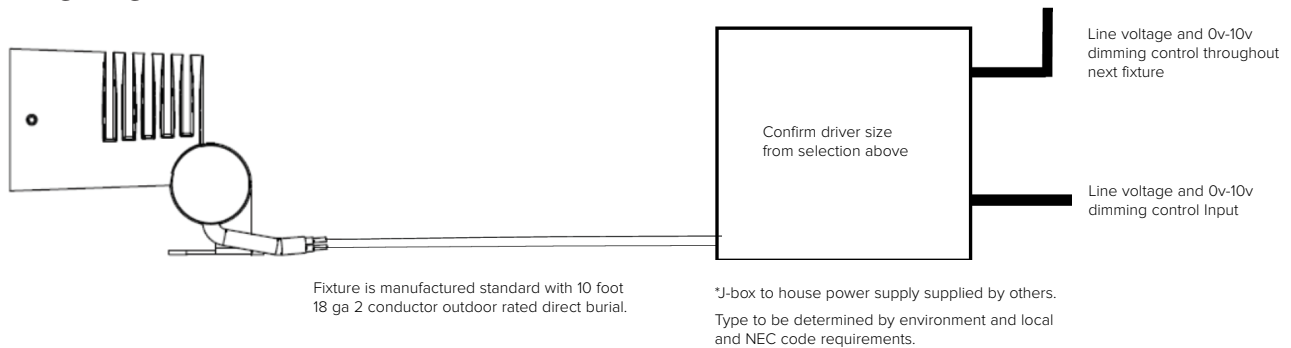 Line voltage and 0v-10v
dimming control throughout
next fixture
Confirm driver size
from selection above
Line voltage and 0v-10v
dimming control Input
Fixture is manufactured standard with 10 foot
18 ga 2 conductor outdoor rated direct burial.
*J-box to house power supply supplied by others.
Type to be determined by environment and local
and NEC code requirements.